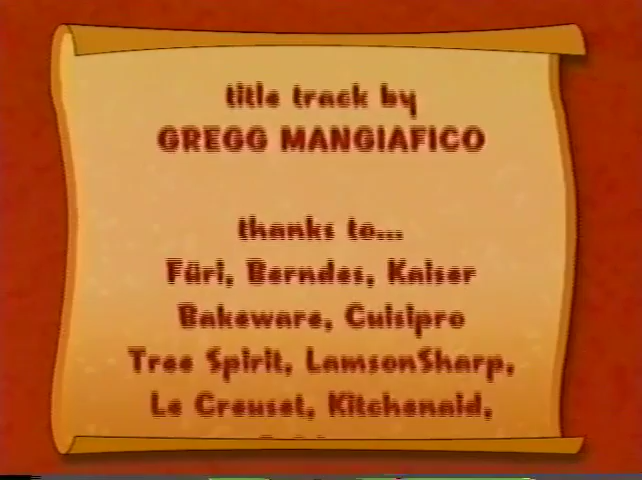 title track by
GREGG MANGIAFICO
thanks to...
Füri, Berndes, Kaiser
Bakeware, Cuisipro
Tree Spirit, LamsonSharp,
Le Creuset, Kitchenaid,